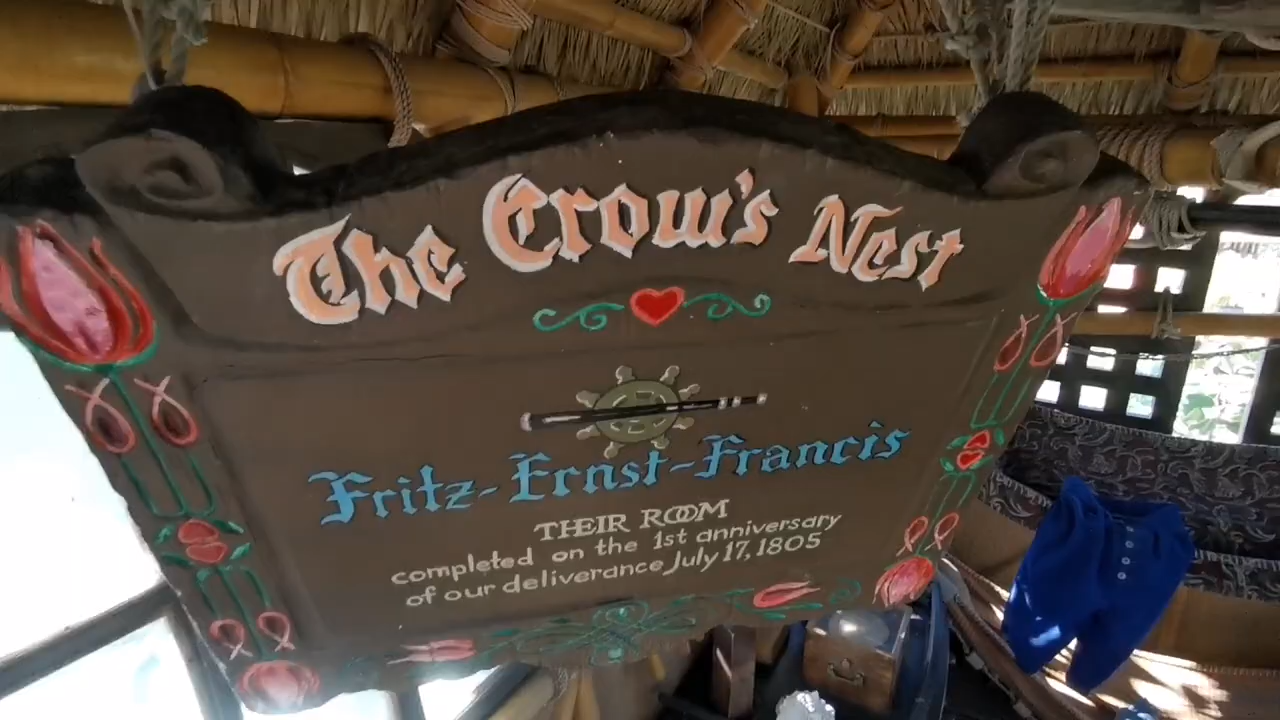 The Crow's Nest
Fritz-Ernst-Francis
THEIR ROOM
completed on the 1st anniversary
of our deliverance July 17, 1805